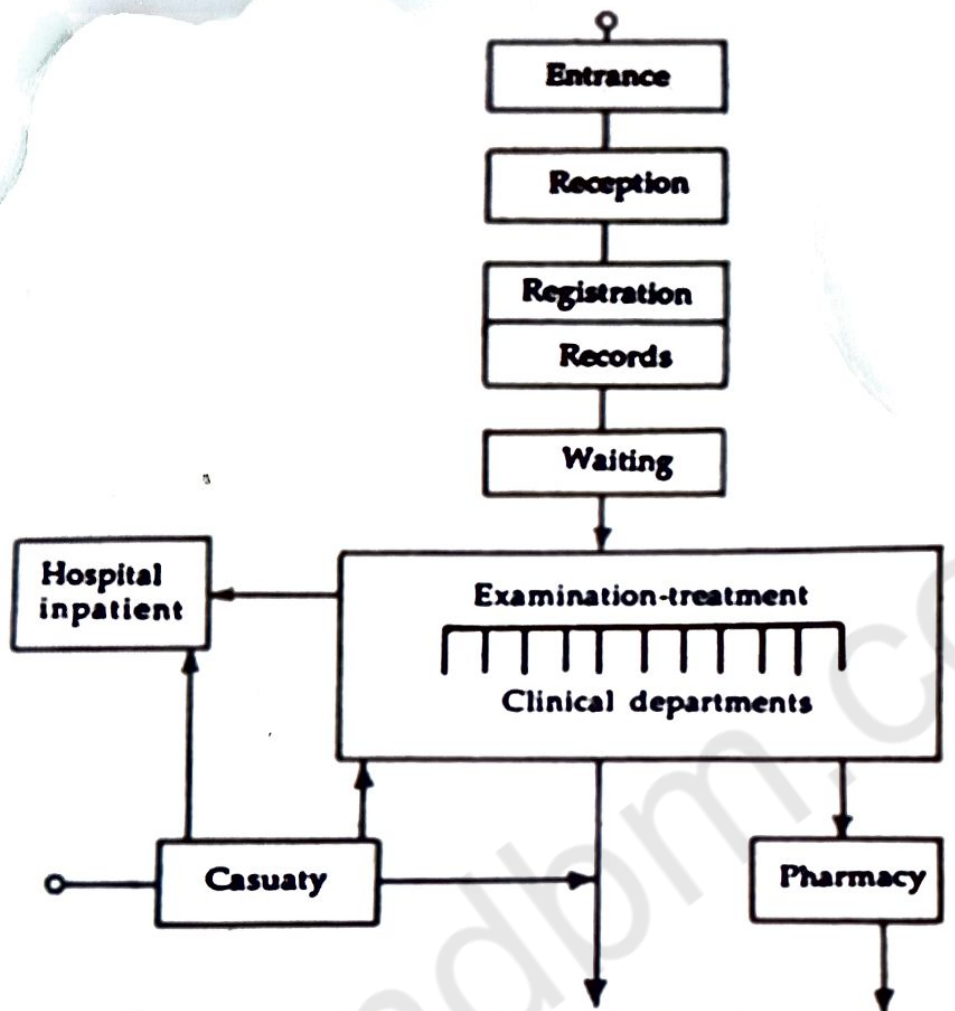 Entrance
Reception
Registration
Records
Waiting
Hospital
inpatient
Examination-treatment
Clinical departments
Casuaty
Pharmacy